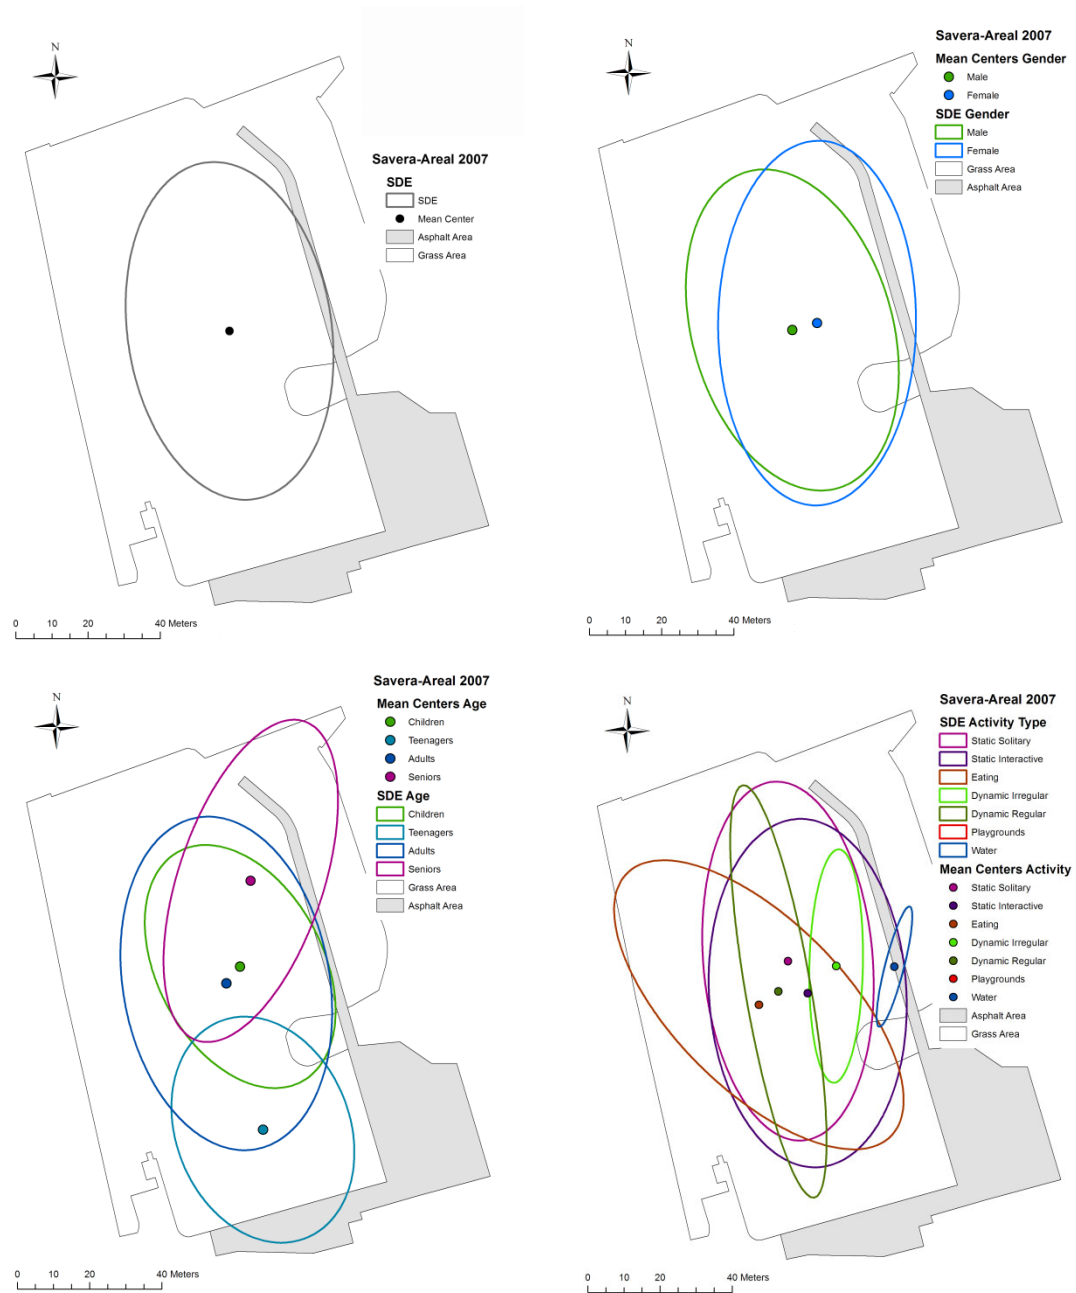 N
Savera-Areal 2007
SDE
SDE
Mean Center
Asphalt Area
Grass Area
0 10 20 40 Meters
N
Savera-Areal 2007
Mean Centers Gender
Male
Female
SDE Gender
Male
Female
Grass Area
Asphalt Area
0 10 20 40 Meters
N
Savera-Areal 2007
Mean Centers Age
Children
Teenagers
Adults
Seniors
SDE Age
Children
Teenagers
Adults
Seniors
Grass Area
Asphalt Area
0 10 20 40 Meters
N
Savera-Areal 2007
SDE Activity Type
Static Solitary
Static Interactive
Eating
Dynamic Irregular
Dynamic Regular
Playgrounds
Water
Mean Centers Activity
Static Solitary
Static Interactive
Eating
Dynamic Irregular
Dynamic Regular
Playgrounds
Water
Asphalt Area
Grass Area
0 10 20 40 Meters